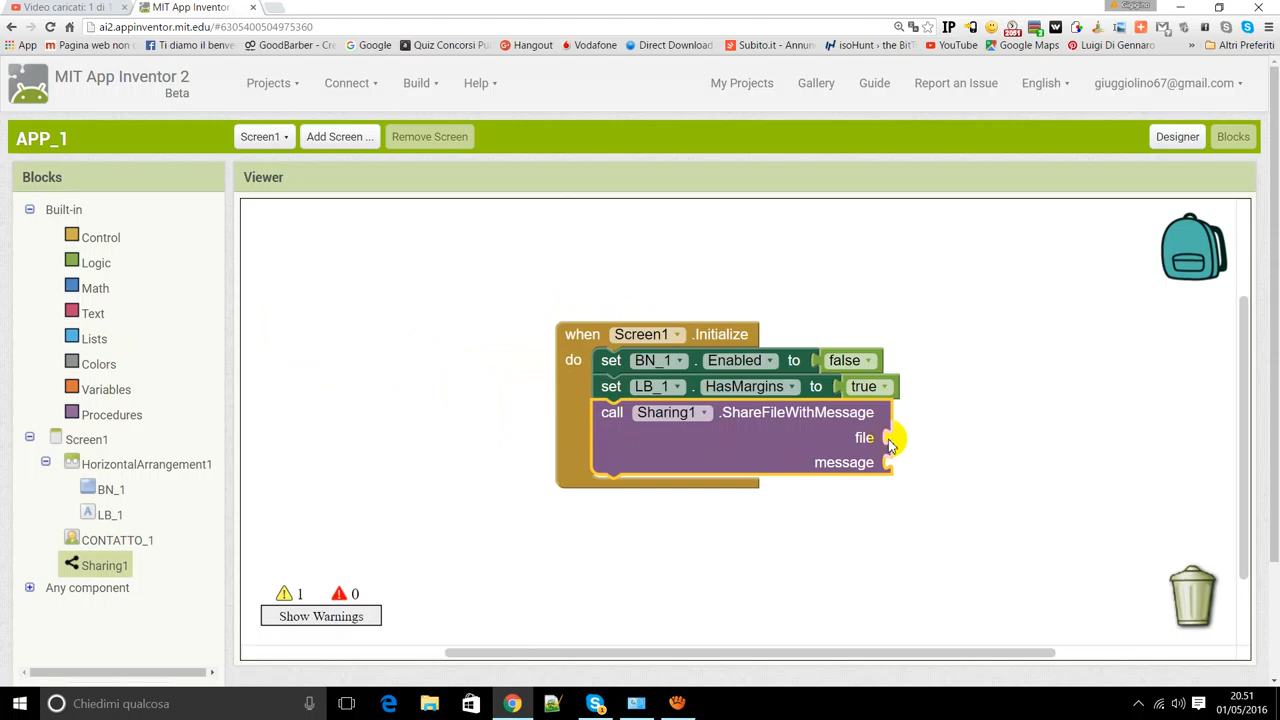 Video caricati: 1 di 1
MIT App Inventor
Gigigino
ai2.appinventor.mit.edu/#6305400504975360
IP
2051
App
Pagina web non
Ti diamo il benve
GoodBarber – Cre
Google
Quiz Concorsi Pu
Hangout
Vodafone
Direct Download
Subito.it – Annun
isoHunt › the BitT
YouTube
Google Maps
Luigi Di Gennaro
»
Altri Preferiti
MIT App Inventor 2
Beta
Projects
Connect
Build
Help
My Projects
Gallery
Guide
Report an Issue
English
giuggiolino67@gmail.com
APP_1
Screen1
Add Screen ...
Remove Screen
Designer
Blocks
Blocks
Viewer
Built-in
Control
Logic
Math
Text
Lists
Colors
Variables
Procedures
Screen1
HorizontalArrangement1
BN_1
A LB_1
CONTATTO_1
Sharing1
Any component
when Screen1 .Initialize
do set BN_1 . Enabled to false
set LB_1 . HasMargins to true
call Sharing1 .ShareFileWithMessage
file
message
1 0
Show Warnings
Chiedimi qualcosa
20.51
01/05/2016